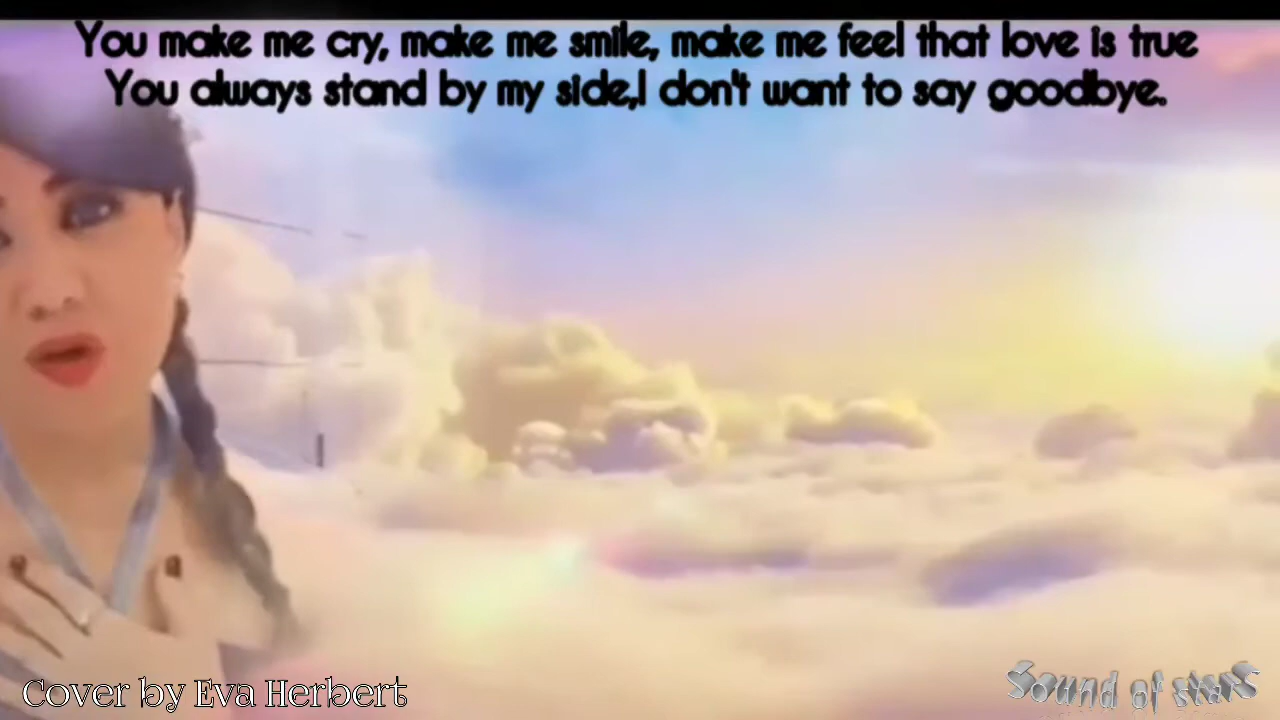 You make me cry, make me smile, make me feel that love is true
You always stand by my side,I don't want to say goodbye.
Cover by Eva Herbert
Sound of starS